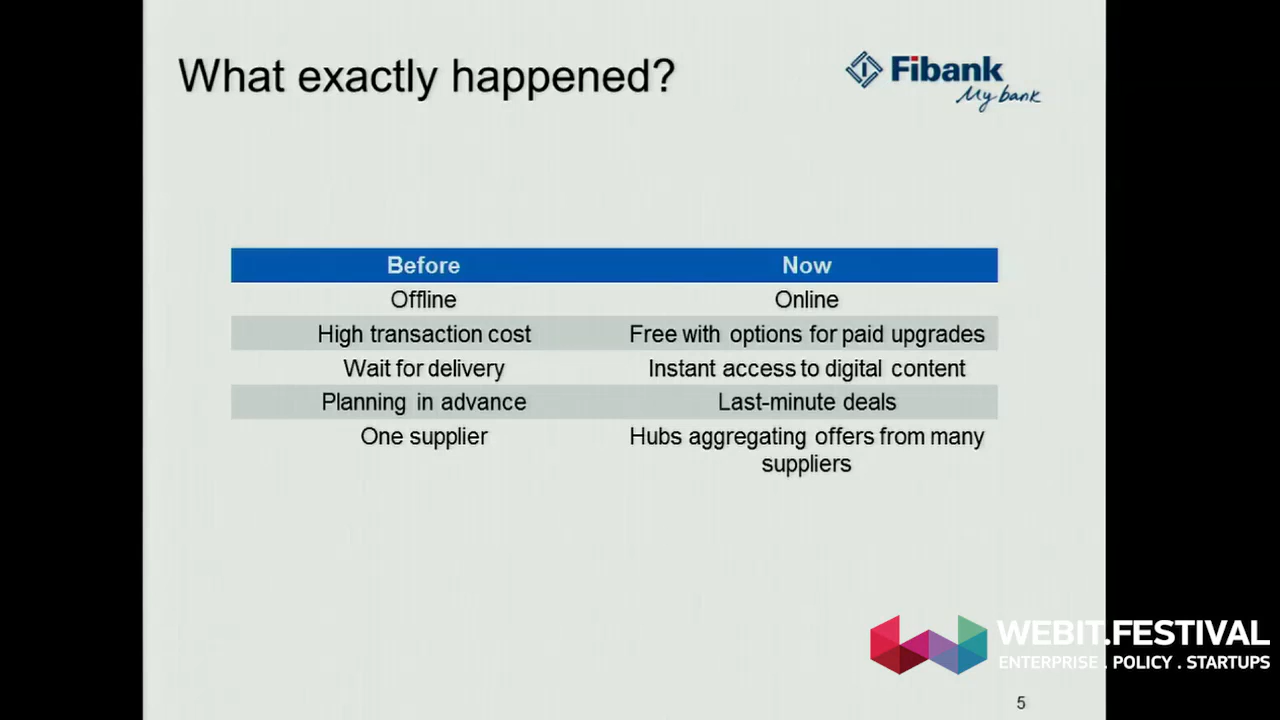 What exactly happened?
Fibank
My bank
Before Now
Offline Online
High transaction cost Free with options for paid upgrades
Wait for delivery Instant access to digital content
Planning in advance Last-minute deals
One supplier Hubs aggregating offers from many
suppliers
WEBIT.FESTIVAL
ENTERPRISE . POLICY . STARTUPS
5